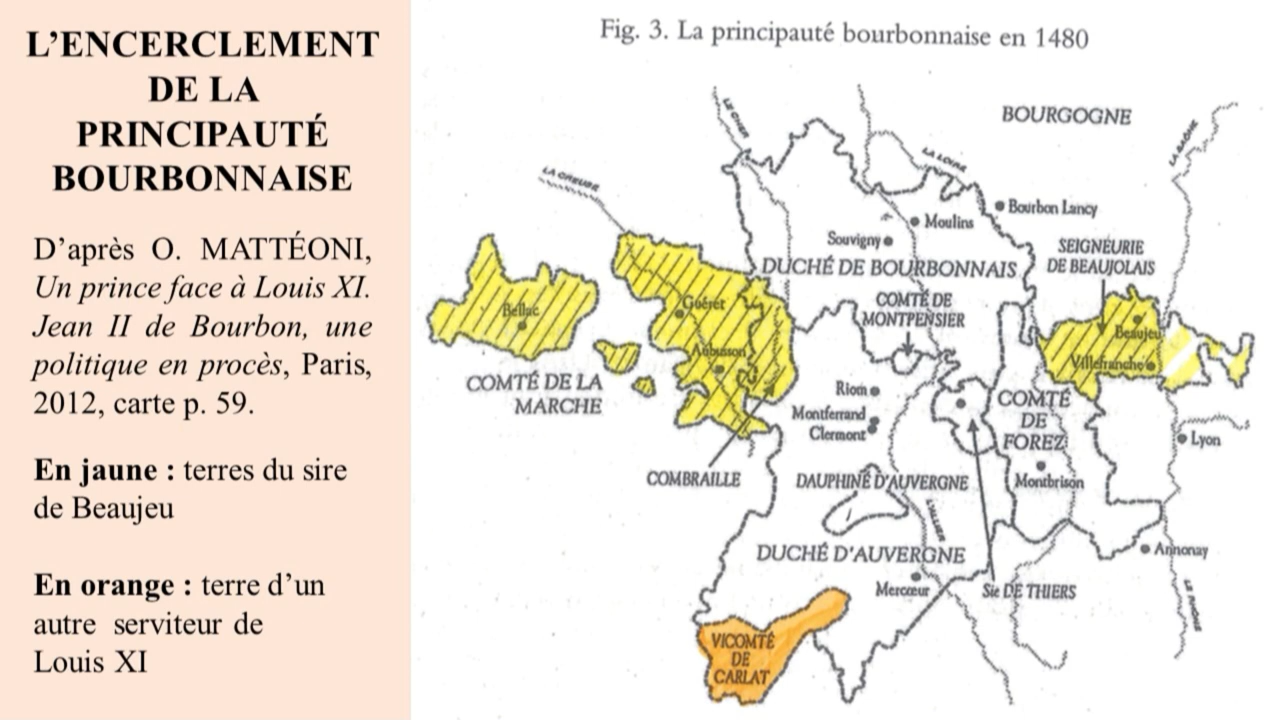 L'ENCERCLEMENT
DE LA
PRINCIPAUTÉ
BOURBONNAISE
D'après O. MATTÉONI,
Un prince face à Louis XI.
Jean II de Bourbon, une
politique en procès, Paris,
2012, carte p. 59.
En jaune : terres du sire
de Beaujeu
En orange : terre d'un
autre serviteur de
Louis XI
Fig. 3. La principauté bourbonnaise en 1480
BOURGOGNE
LE CHER
LA LOIRE
LA SAÔNE
LA CREUSE
Bourbon Lancy
Moulins
Souvigny
SEIGNEURIE
DE BEAUJOLAIS
DUCHÉ DE BOURBONNAIS
COMTÉ DE
MONTPENSIER
Bellac
Guéret
Beaujeu
Aubusson
Villefranche
COMTÉ DE LA
MARCHE
Riom
Montferrand
Clermont
COMTÉ
DE
FOREZ
Lyon
COMBRAILLE
DAUPHINÉ D'AUVERGNE
Montbrison
L'ALLIER
DUCHÉ D'AUVERGNE
Annonay
Mercœur
Sie DE THIERS
LE RHÔNE
VICOMTÉ
DE
CARLAT